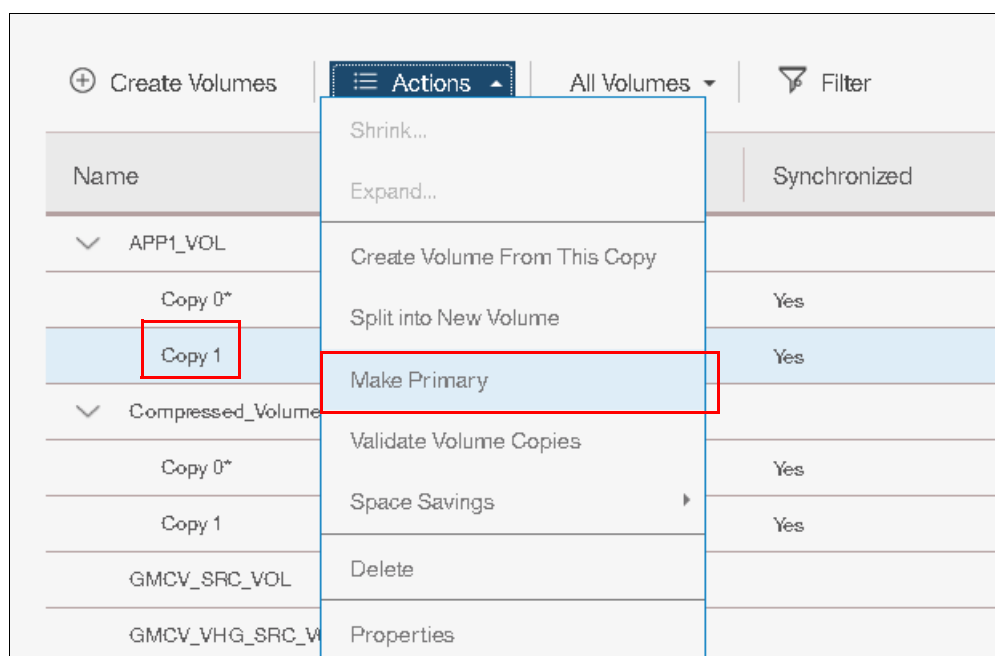 Create Volumes
Actions
All Volumes
Filter
Name
Synchronized
Shrink...
Expand...
APP1_VOL
Create Volume From This Copy
Copy 0*
Yes
Split into New Volume
Copy 1
Yes
Make Primary
Compressed_Volume
Validate Volume Copies
Copy 0*
Yes
Space Savings
Copy 1
Yes
Delete
GMCV_SRC_VOL
GMCV_VHG_SRC_V
Properties